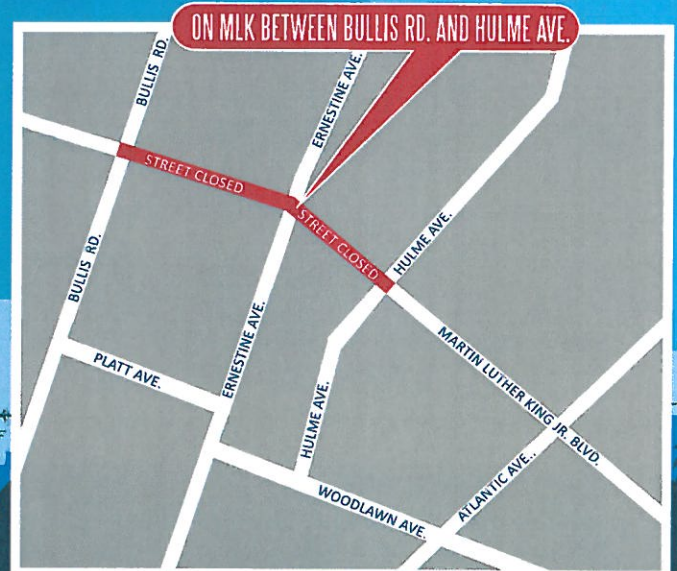 ON MLK BETWEEN BULLIS RD. AND HULME AVE.
BULLIS RD.
ERNESTINE AVE.
STREET CLOSED
STREET CLOSED
HULME AVE.
BULLIS RD.
ERNESTINE AVE.
PLATT AVE.
HULME AVE.
MARTIN LUTHER KING JR. BLVD.
ATLANTIC AVE..
WOODLAWN AVE.